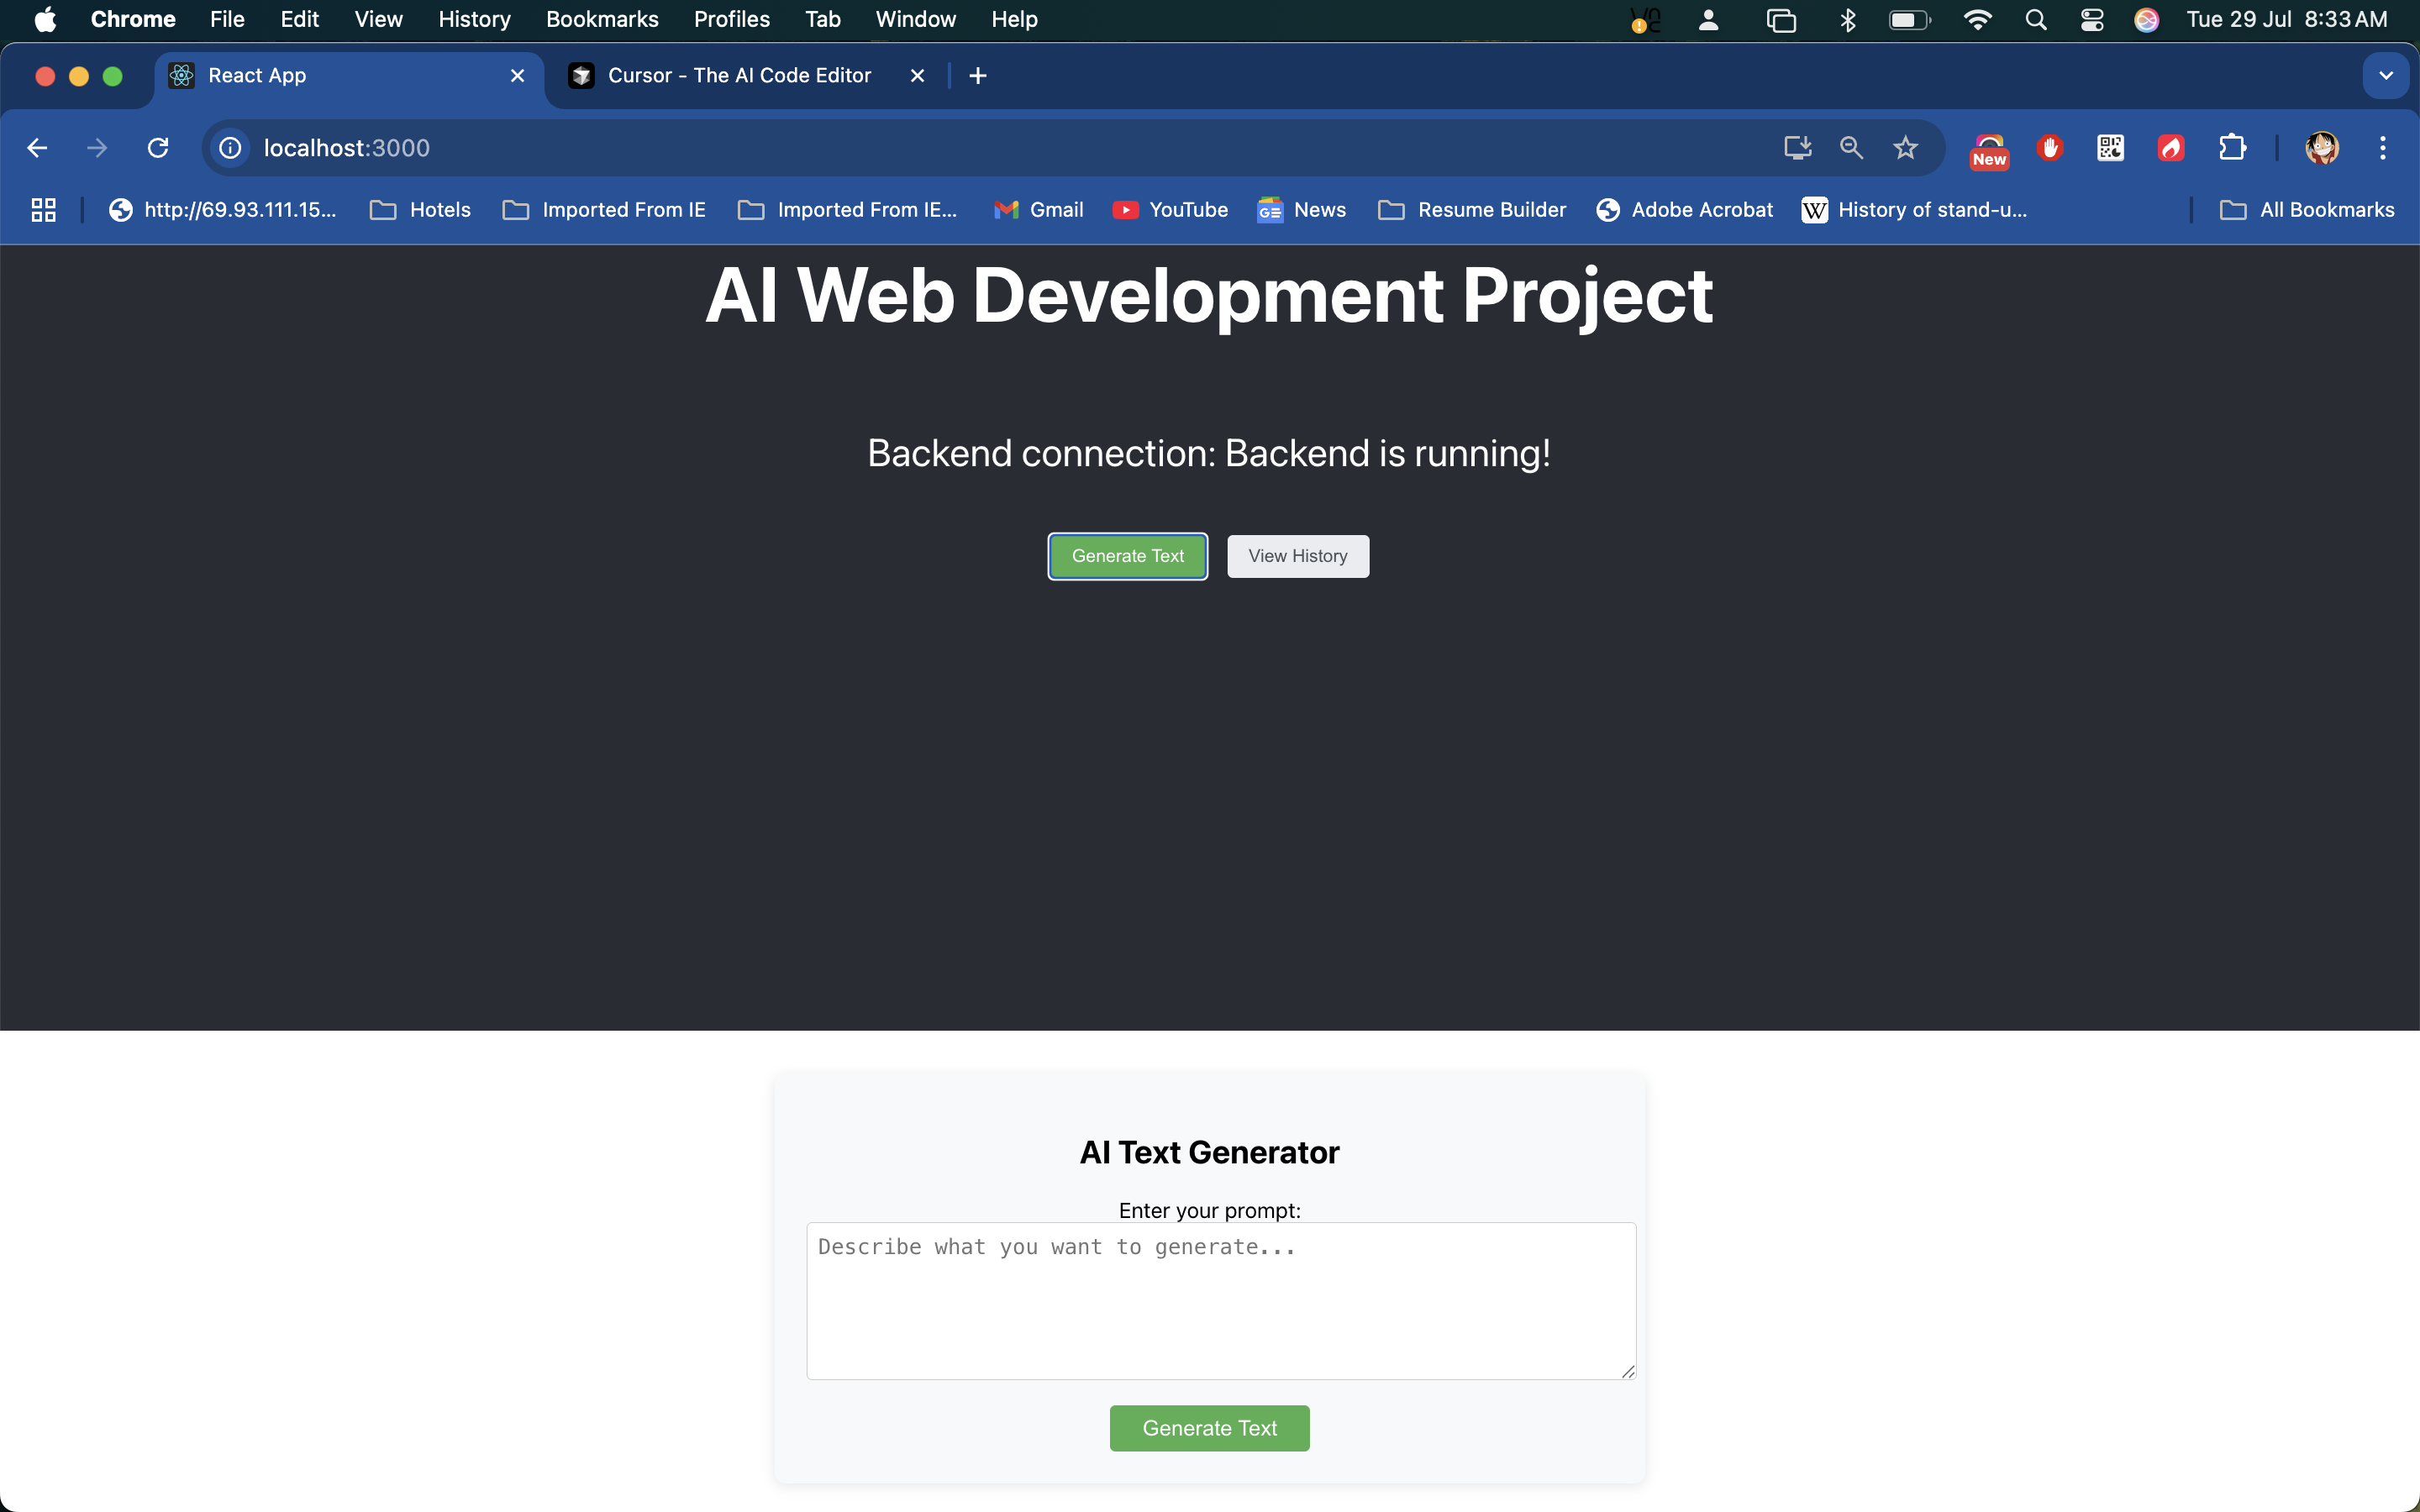 Chrome File Edit View History Bookmarks Profiles Tab Window Help Tue 29 Jul 8:33 AM
React App Cursor - The AI Code Editor
localhost:3000 New
http://69.93.111.15... Hotels Imported From IE Imported From IE... Gmail YouTube GE News Resume Builder Adobe Acrobat W History of stand-u... All Bookmarks
AI Web Development Project
Backend connection: Backend is running!
Generate Text View History
AI Text Generator
Enter your prompt:
Describe what you want to generate...
Generate Text